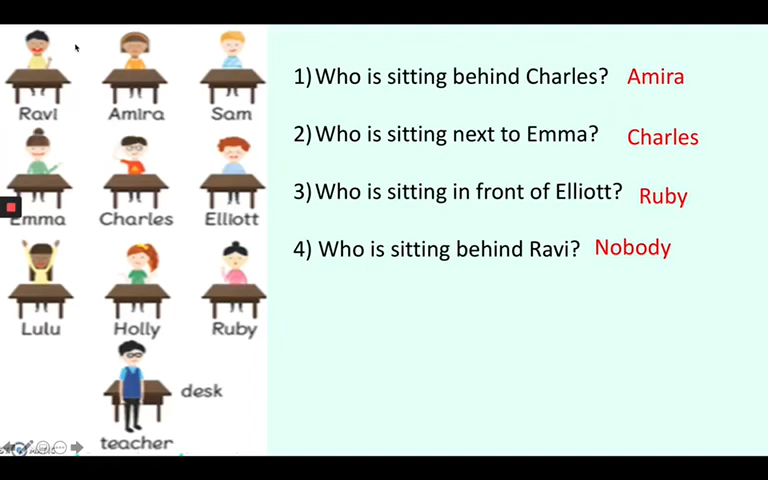 Ravi Amira Sam
Emma Charles Elliott
Lulu Holly Ruby
desk
teacher
1) Who is sitting behind Charles? Amira
2) Who is sitting next to Emma? Charles
3) Who is sitting in front of Elliott? Ruby
4) Who is sitting behind Ravi? Nobody